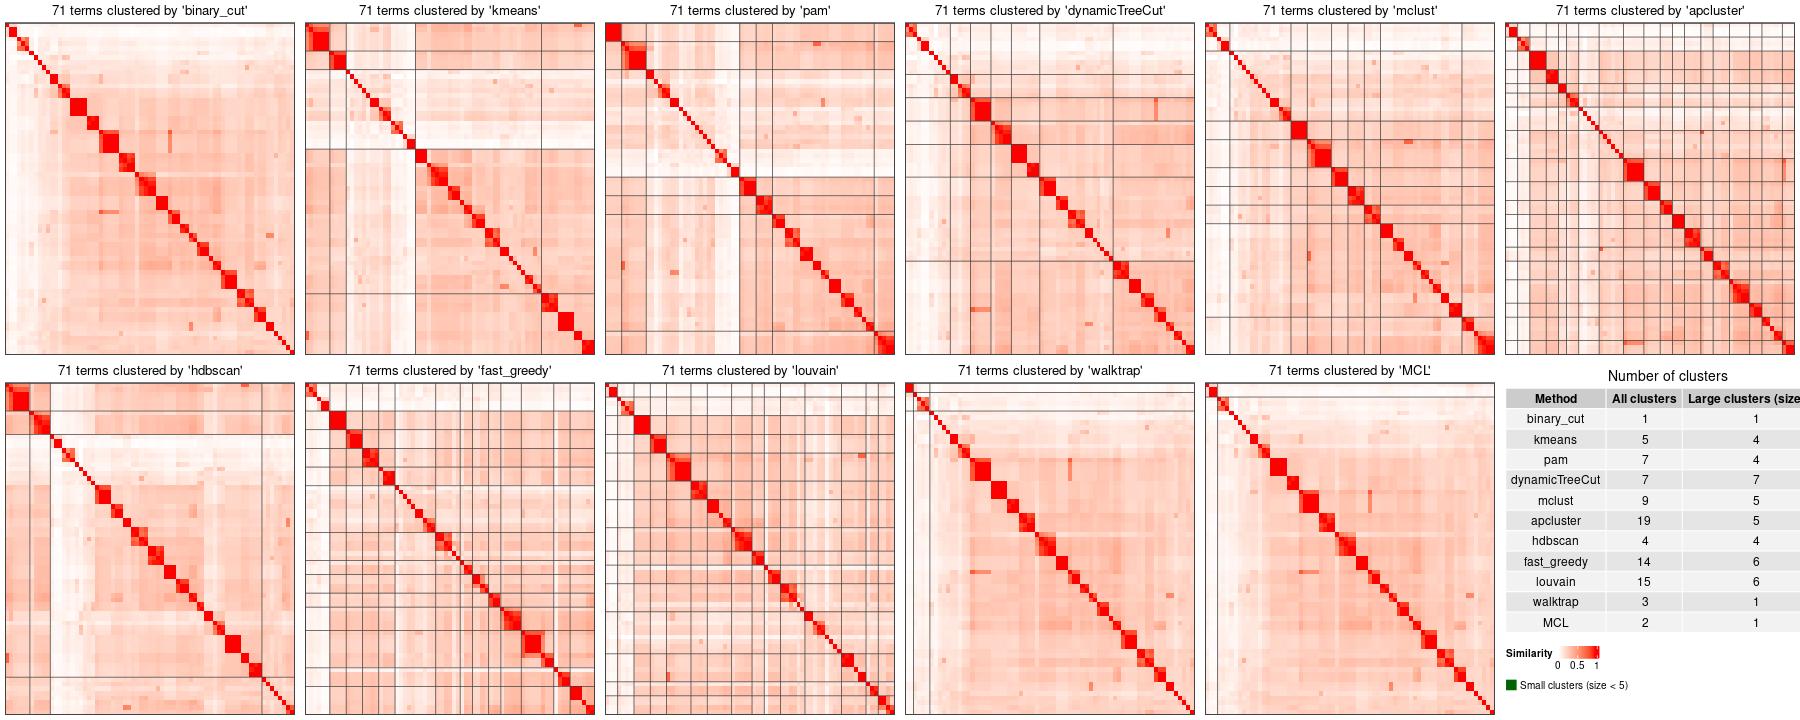 71 terms clustered by 'binary_cut'
71 terms clustered by 'kmeans'
71 terms clustered by 'pam'
71 terms clustered by 'dynamicTreeCut'
71 terms clustered by 'mclust'
71 terms clustered by 'apcluster'
71 terms clustered by 'hdbscan'
71 terms clustered by 'fast_greedy'
71 terms clustered by 'louvain'
71 terms clustered by 'walktrap'
71 terms clustered by 'MCL'
Number of clusters
Method All clusters Large clusters (size
binary_cut 1 1
kmeans 5 4
pam 7 4
dynamicTreeCut 7 7
mclust 9 5
apcluster 19 5
hdbscan 4 4
fast_greedy 14 6
louvain 15 6
walktrap 3 1
MCL 2 1
Similarity
0 0.5 1
Small clusters (size < 5)